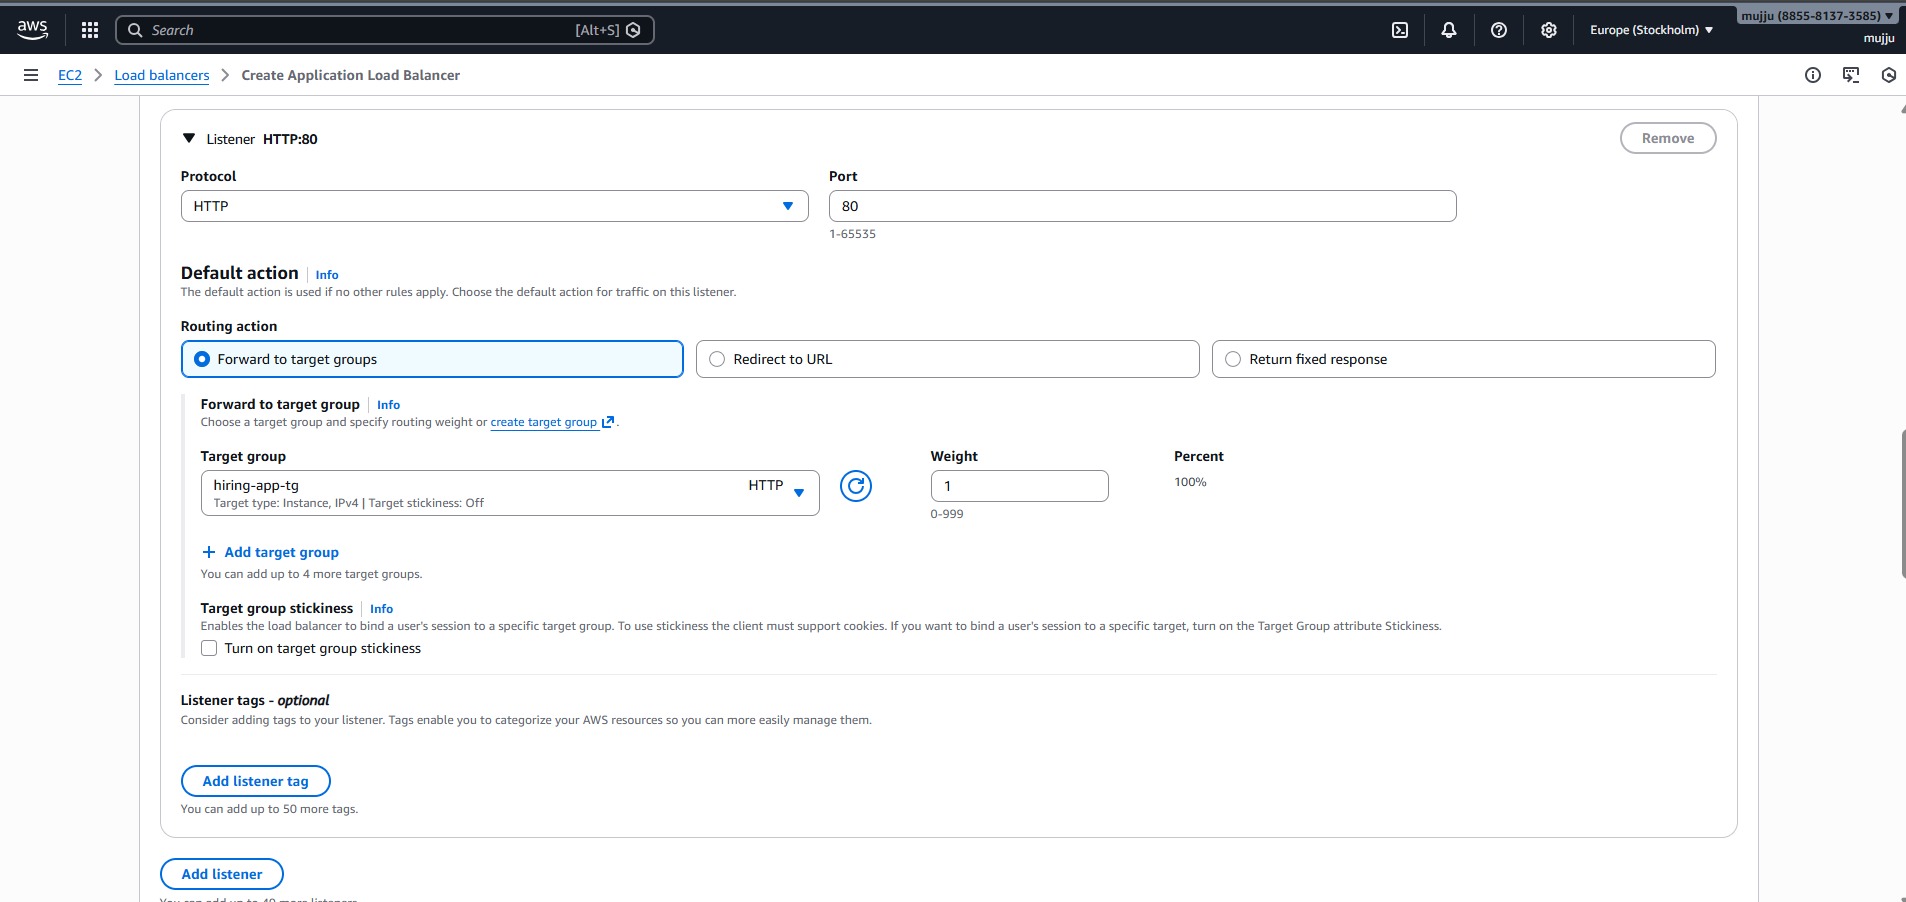 aws
Search
[Alt+S]
Europe (Stockholm)
mujju (8855-8137-3585)
mujju
EC2
Load balancers
Create Application Load Balancer
Listener HTTP:80
Remove
Protocol
Port
HTTP
80
1-65535
Default action
Info
The default action is used if no other rules apply. Choose the default action for traffic on this listener.
Routing action
Forward to target groups
Redirect to URL
Return fixed response
Forward to target group
Info
Choose a target group and specify routing weight or create target group .
Target group
Weight
Percent
hiring-app-tg
HTTP
Target type: Instance, IPv4 | Target stickiness: Off
1
100%
0-999
Add target group
You can add up to 4 more target groups.
Target group stickiness
Info
Enables the load balancer to bind a user's session to a specific target group. To use stickiness the client must support cookies. If you want to bind a user's session to a specific target, turn on the Target Group attribute Stickiness.
Turn on target group stickiness
Listener tags - optional
Consider adding tags to your listener. Tags enable you to categorize your AWS resources so you can more easily manage them.
Add listener tag
You can add up to 50 more tags.
Add listener
You can add up to 49 more listeners.